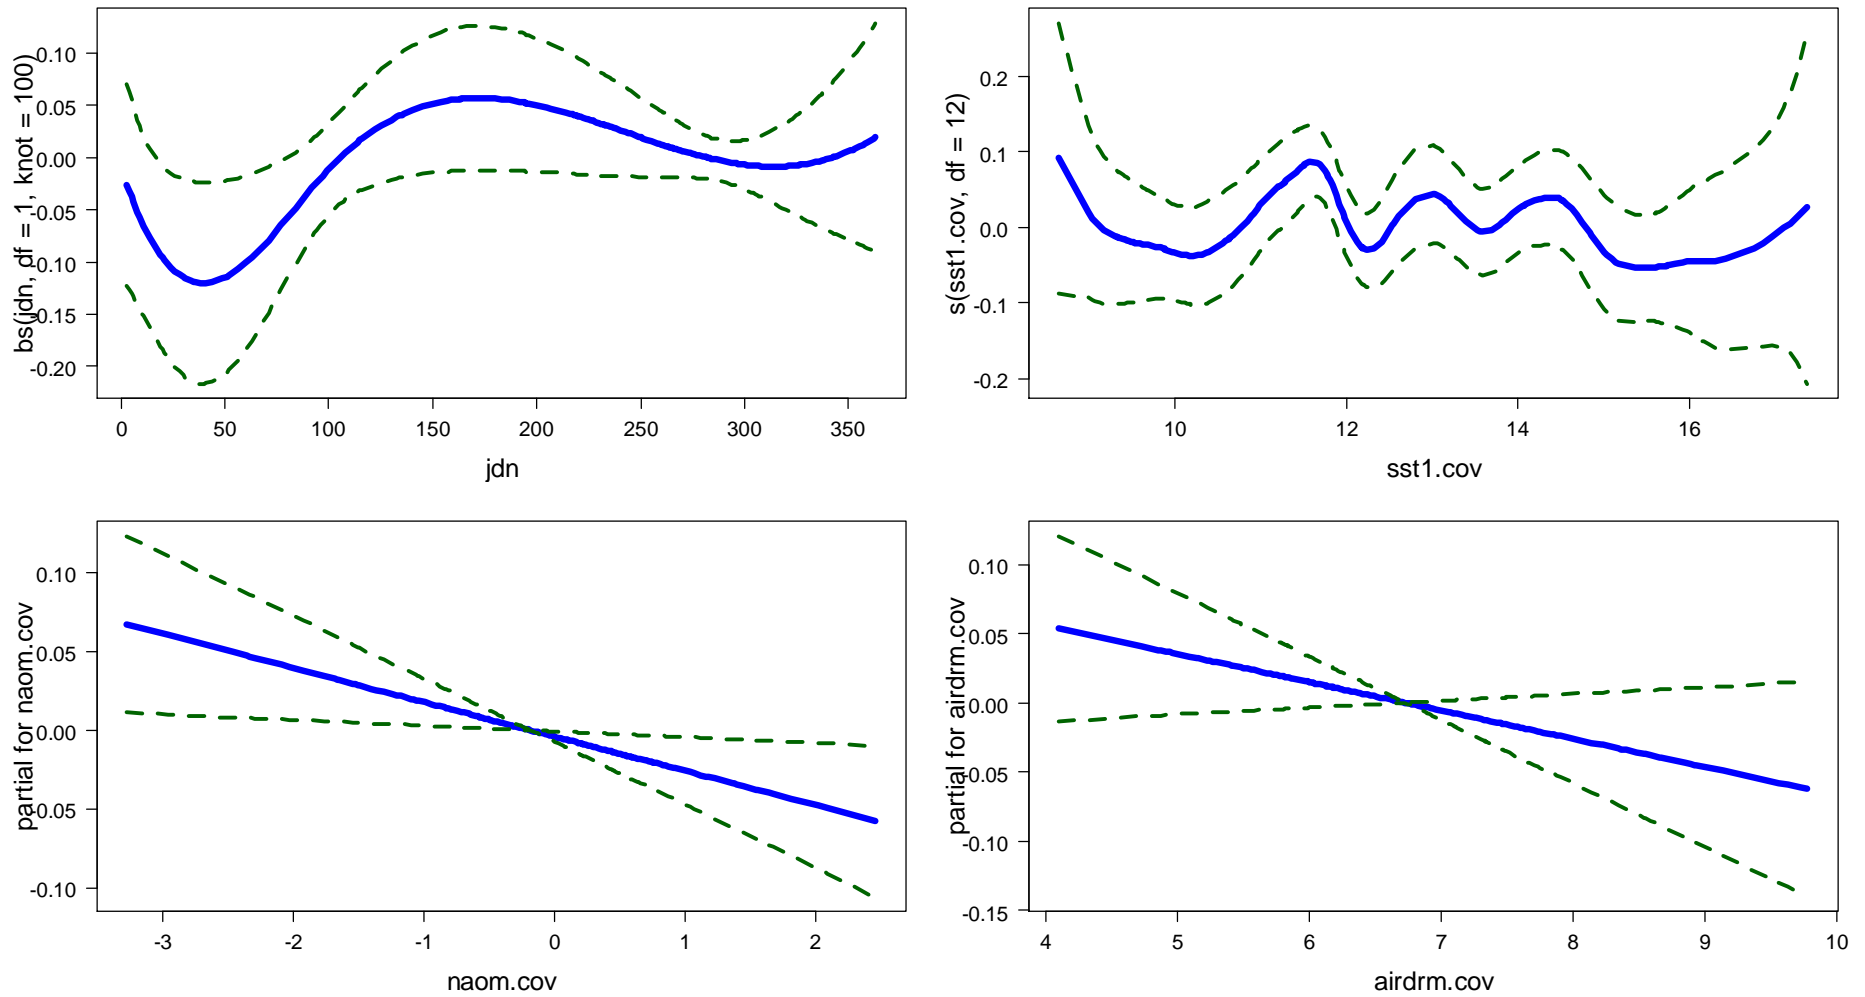 bs(jdn, df = 1, knot = 100)
0.10
0.05
0.00
-0.05
-0.10
-0.15
-0.20
0 50 100 150 200 250 300 350
jdn
s(sst1.cov, df = 12)
0.2
0.1
0.0
-0.1
-0.2
10 12 14 16
sst1.cov
partial for naom.cov
0.10
0.05
0.00
-0.05
-0.10
-3 -2 -1 0 1 2
naom.cov
partial for airdrm.cov
0.10
0.05
0.00
-0.05
-0.10
-0.15
4 5 6 7 8 9 10
airdrm.cov